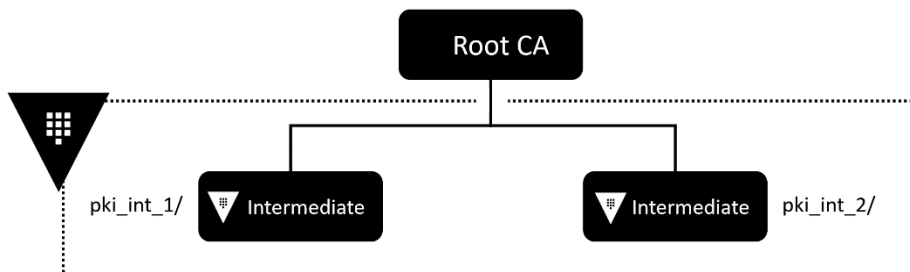 Root CA
pki_int_1/
Intermediate
Intermediate
pki_int_2/